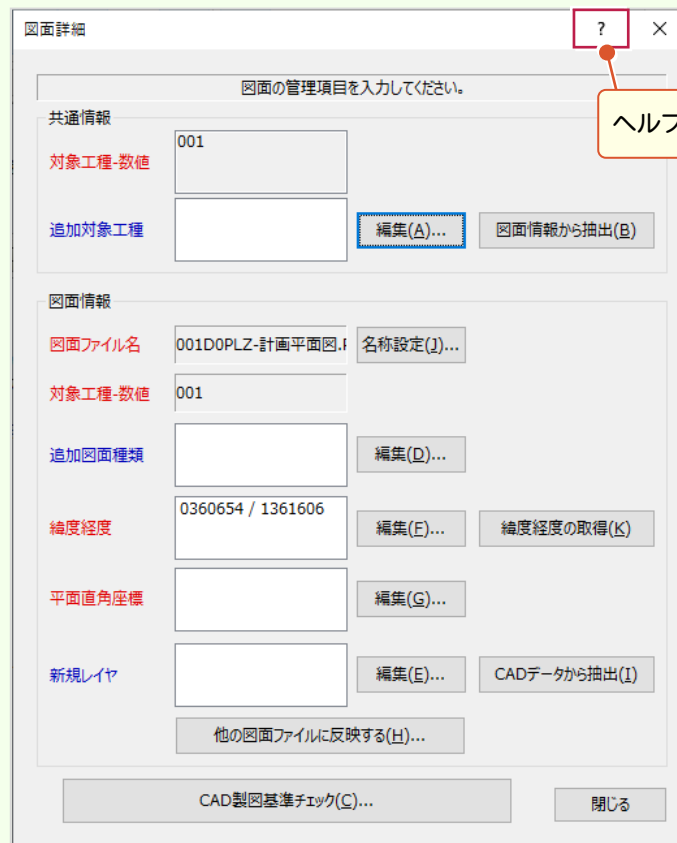 図面詳細 ? ×
図面の管理項目を入力してください。
ヘルプ
共通情報
対象工種-数値 001
追加対象工種 編集(A)... 図面情報から抽出(B)
図面情報
図面ファイル名 001D0PLZ-計画平面図.P 名称設定(J)...
対象工種-数値 001
追加図面種類 編集(D)...
緯度経度 0360654 / 1361606 編集(F)... 緯度経度の取得(K)
平面直角座標 編集(G)...
新規レイヤ 編集(E)... CADデータから抽出(I)
他の図面ファイルに反映する(H)...
CAD製図基準チェック(C)... 閉じる